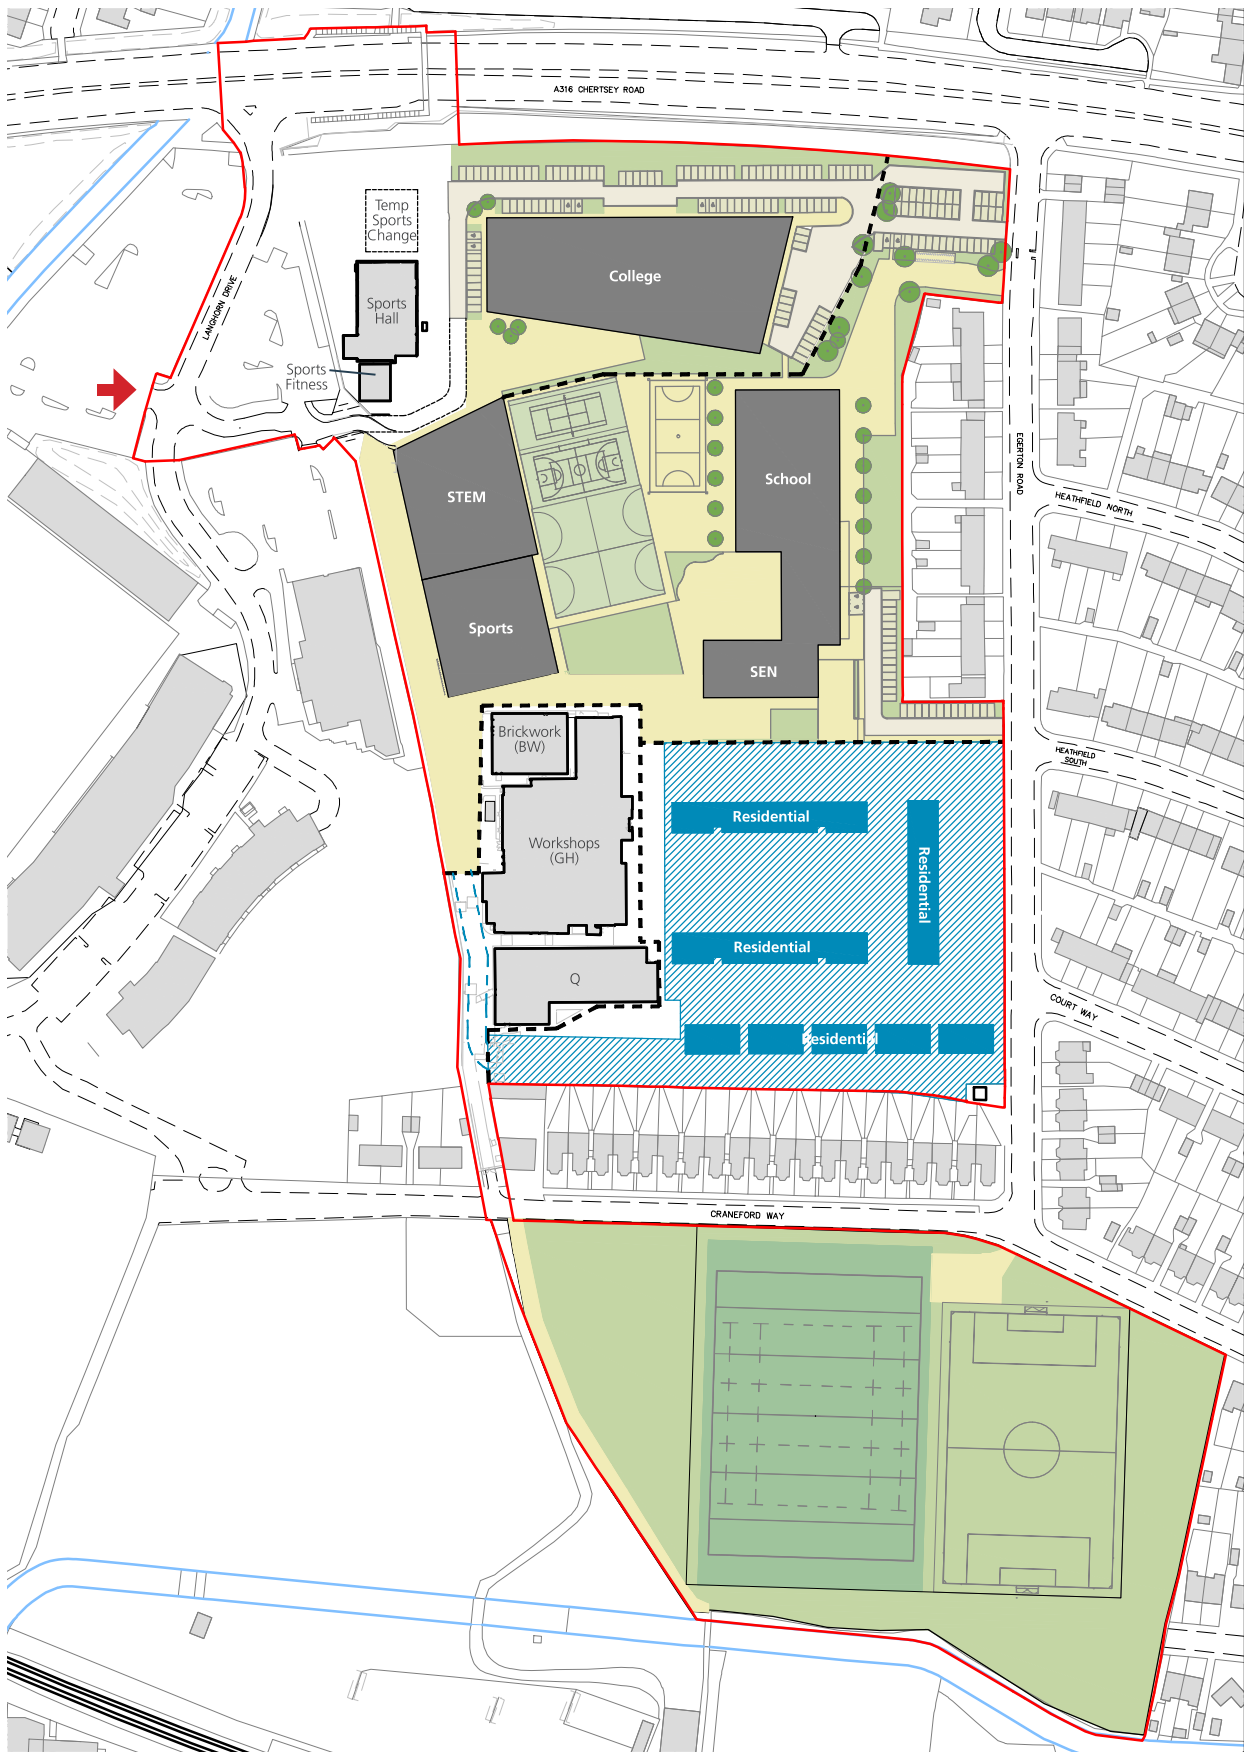 A316 CHERTSEY ROAD
Temp
Sports
Change
College
Sports
Hall
LANGHORN DRIVE
Sports
Fitness
STEM
School
EGERTON ROAD
HEATHFIELD NORTH
Sports
SEN
Brickwork
(BW)
HEATHFIELD
SOUTH
Residential
Workshops
(GH)
Residential
Residential
Q
COURT WAY
Residential
CRANEFORD WAY